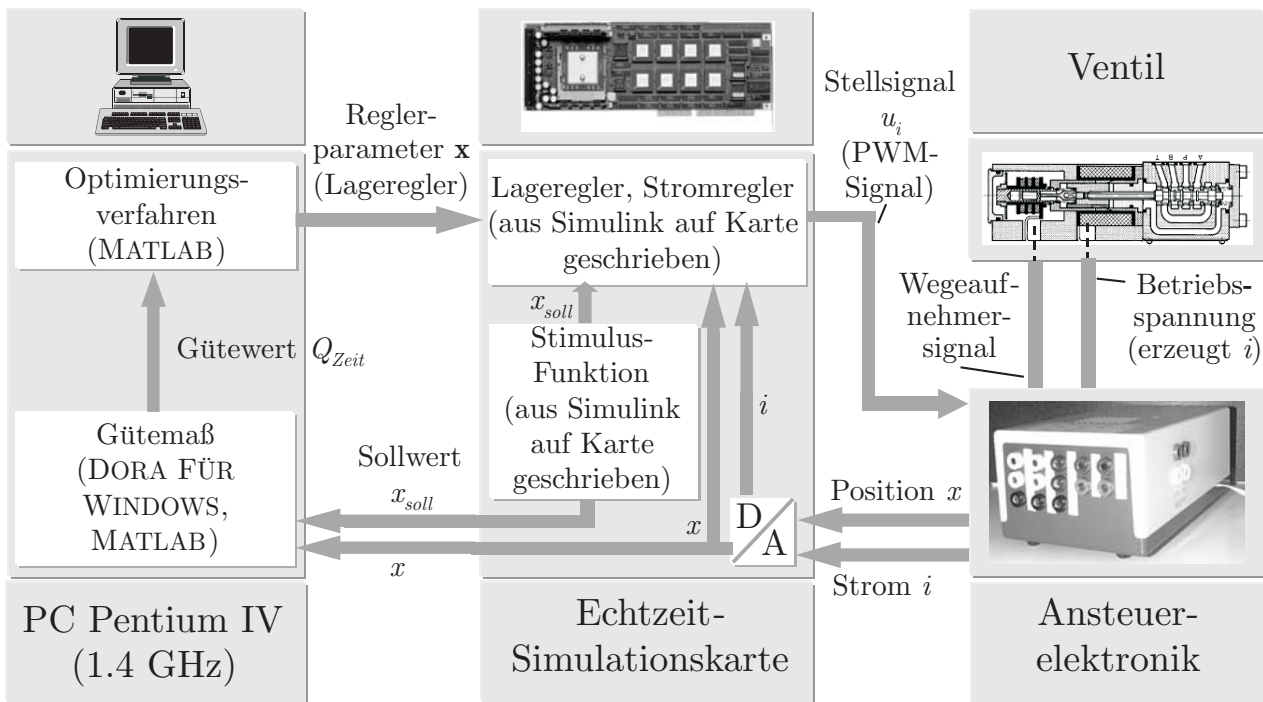 Optimierungs-
verfahren
(MATLAB)
Gütewert Q_Zeit
Gütemaß
(DORA FÜR
WINDOWS,
MATLAB)
PC Pentium IV
(1.4 GHz)
Regler-
parameter x
(Lageregler)
Sollwert
x_soll
x
Lageregler, Stromregler
(aus Simulink auf Karte
geschrieben)
x_soll
Stimulus-
Funktion
(aus Simulink
auf Karte
geschrieben)
i
x
D
A
Echtzeit-
Simulationskarte
Stellsignal
u_i
(PWM-
Signal)
Position x
Strom i
Ventil
T B P A
Wegeauf-
nehmer-
signal
Betriebs-
spannung
(erzeugt i)
Ansteuer-
elektronik